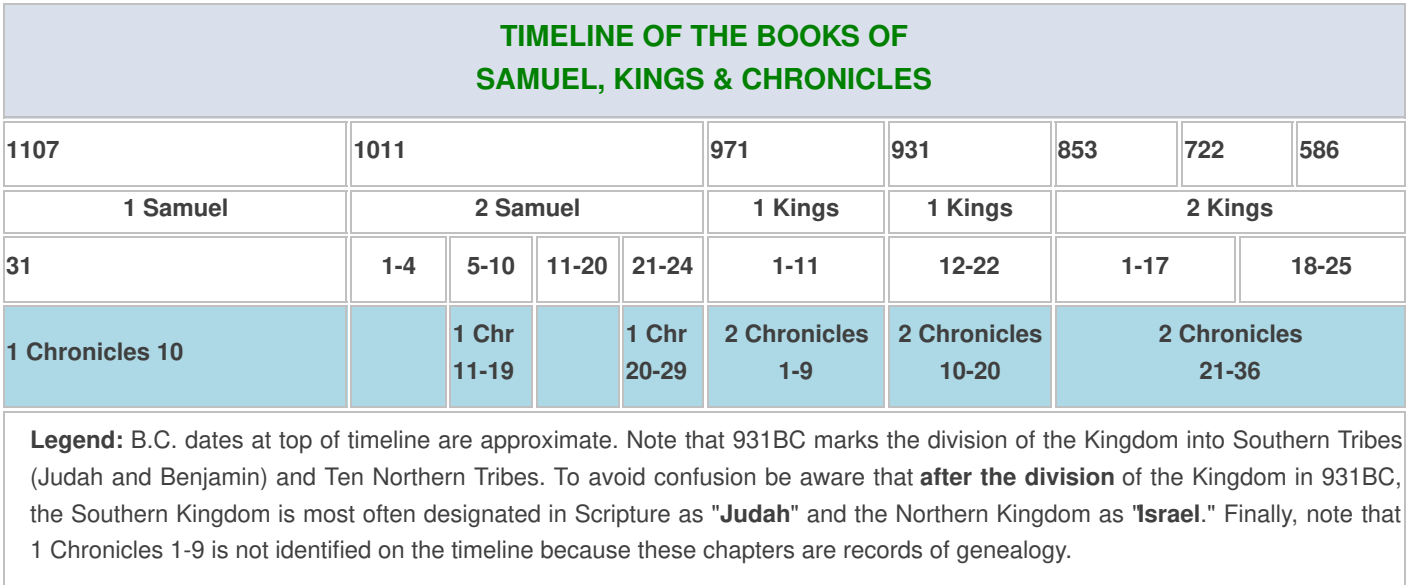 TIMELINE OF THE BOOKS OF
SAMUEL, KINGS & CHRONICLES
1107 1011 971 931 853 722 586
1 Samuel 2 Samuel 1 Kings 1 Kings 2 Kings
31 1-4 5-10 11-20 21-24 1-11 12-22 1-17 18-25
1 Chronicles 10 1 Chr 11-19 1 Chr 20-29 2 Chronicles 1-9 2 Chronicles 10-20 2 Chronicles 21-36
Legend: B.C. dates at top of timeline are approximate. Note that 931BC marks the division of the Kingdom into Southern Tribes
(Judah and Benjamin) and Ten Northern Tribes. To avoid confusion be aware that after the division of the Kingdom in 931BC,
the Southern Kingdom is most often designated in Scripture as "Judah" and the Northern Kingdom as "Israel." Finally, note that
1 Chronicles 1-9 is not identified on the timeline because these chapters are records of genealogy.